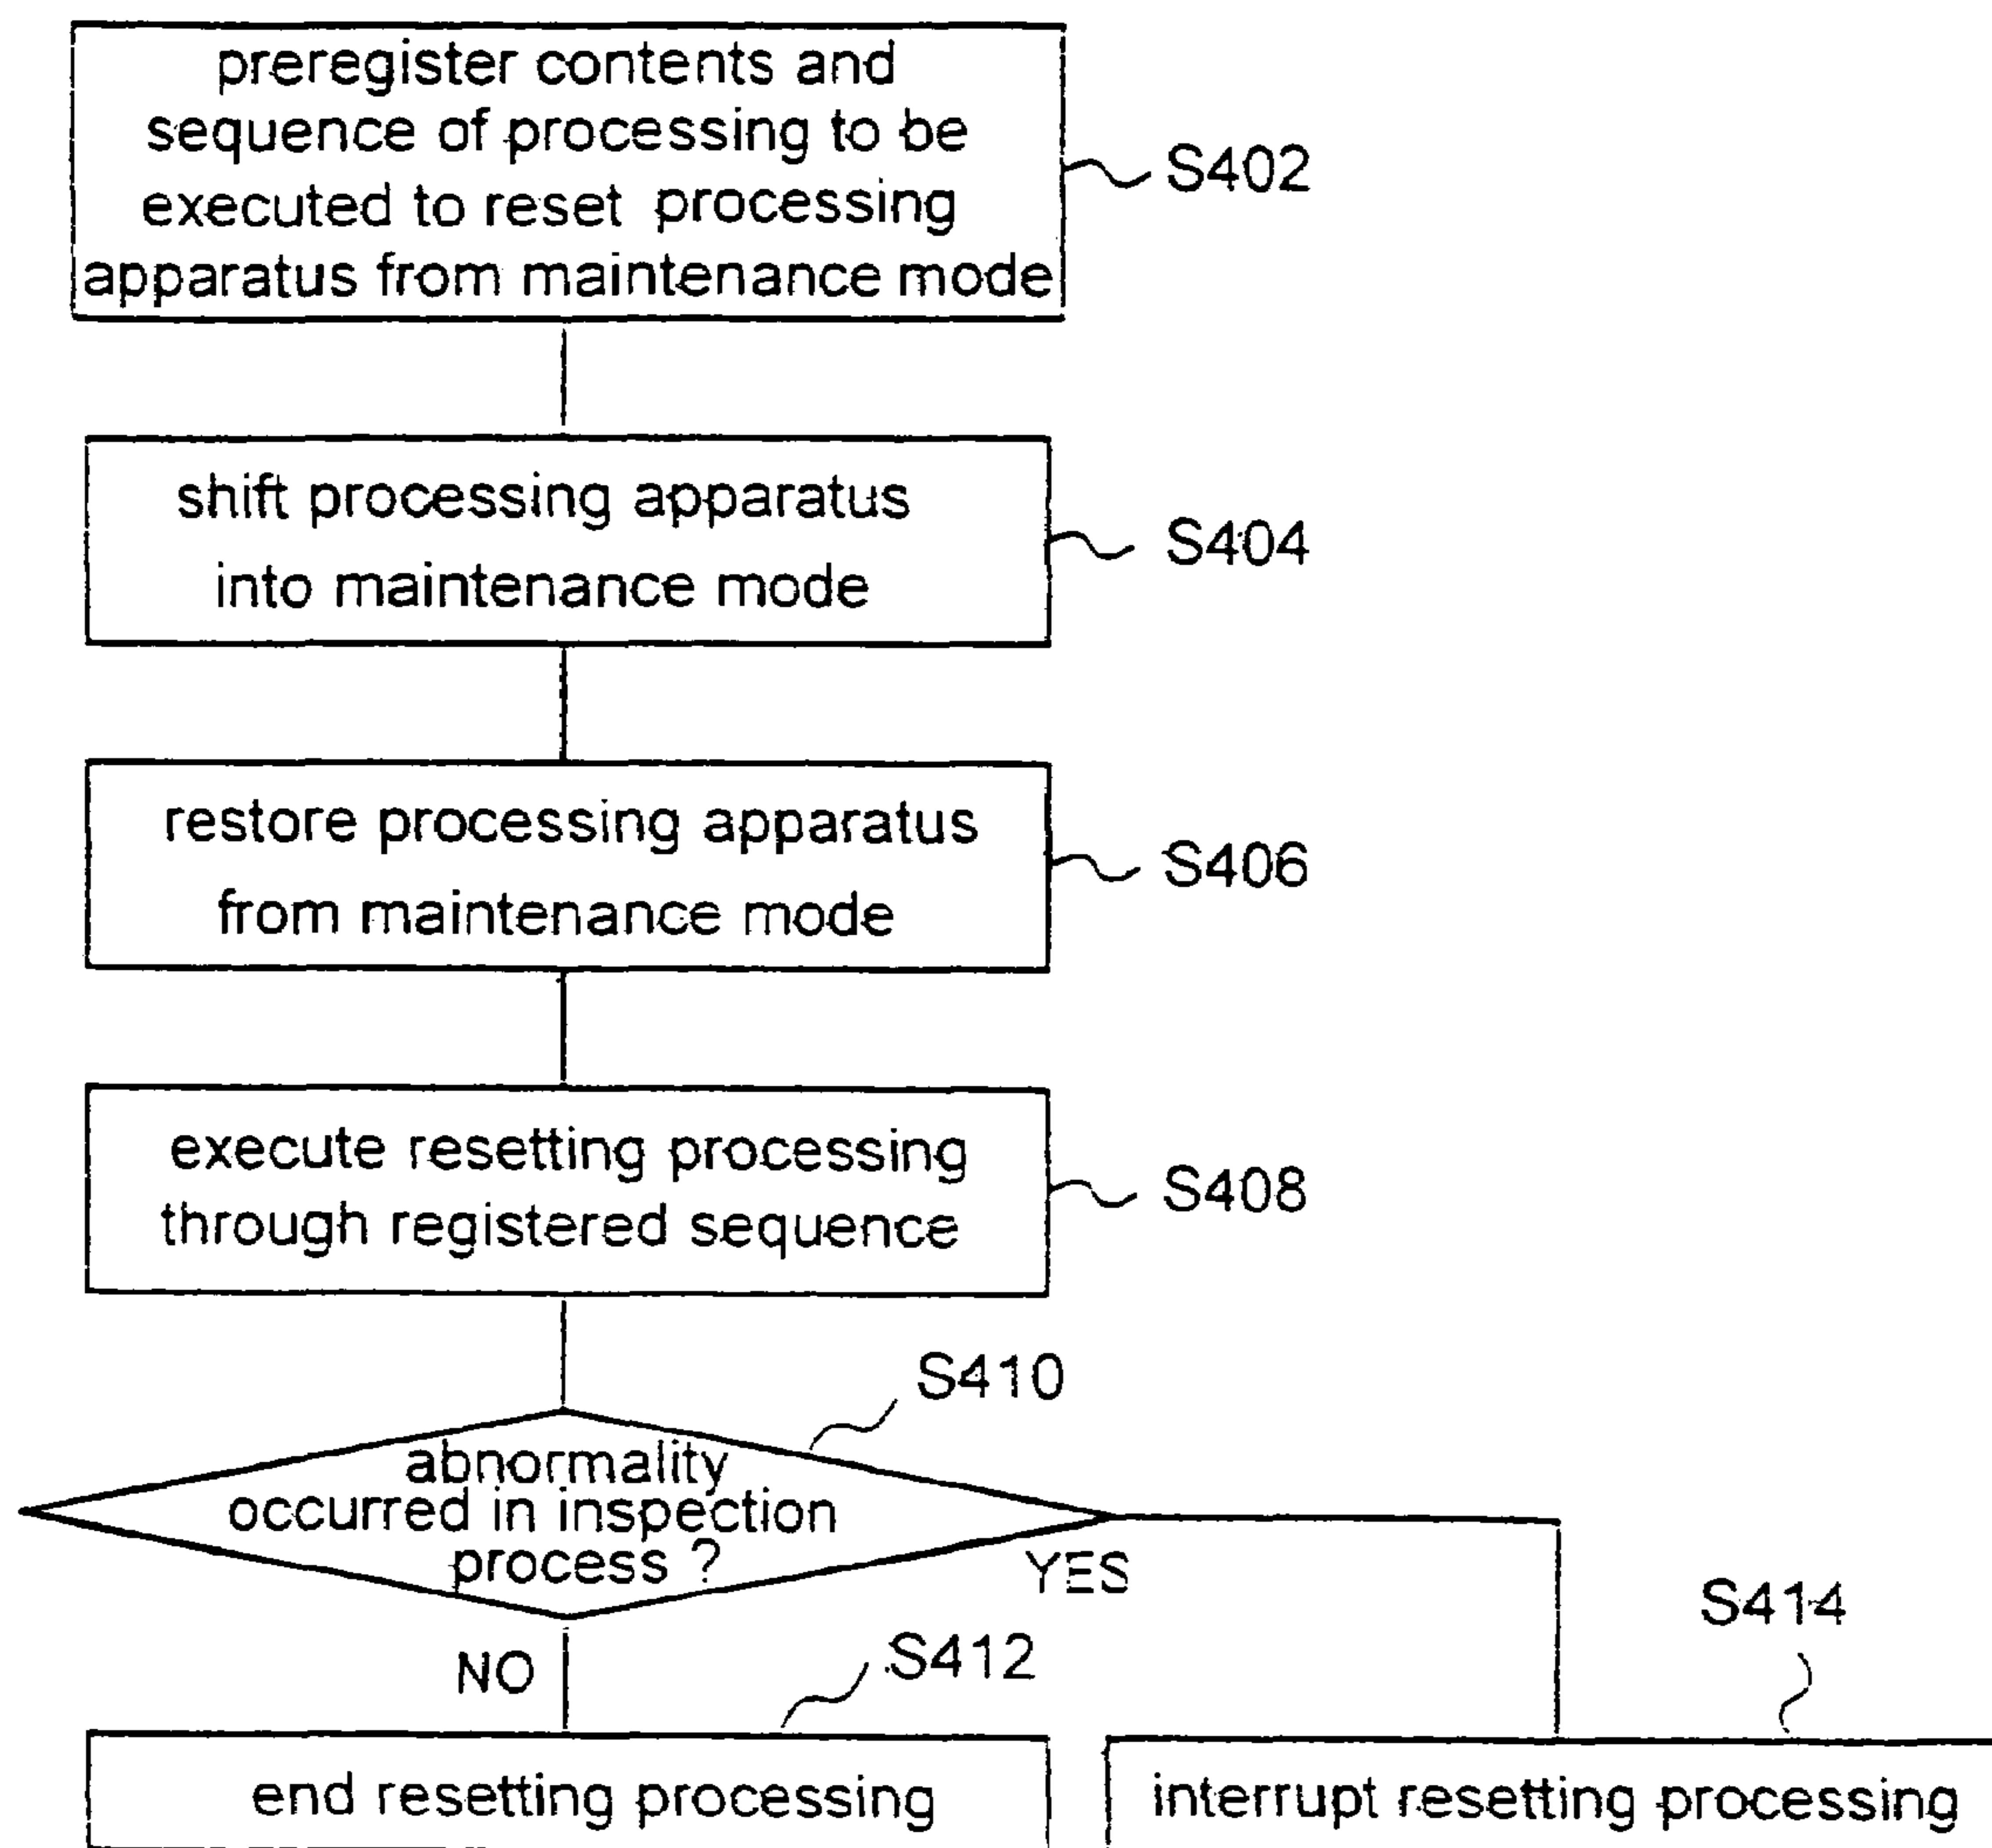 preregister contents and
sequence of processing to be
executed to reset processing
apparatus from maintenance mode
S402
shift processing apparatus
into maintenance mode
S404
restore processing apparatus
from maintenance mode
S406
execute resetting processing
through registered sequence
S408
S410
abnormality
occurred in inspection
process ?
YES
NO
S412
S414
end resetting processing
interrupt resetting processing